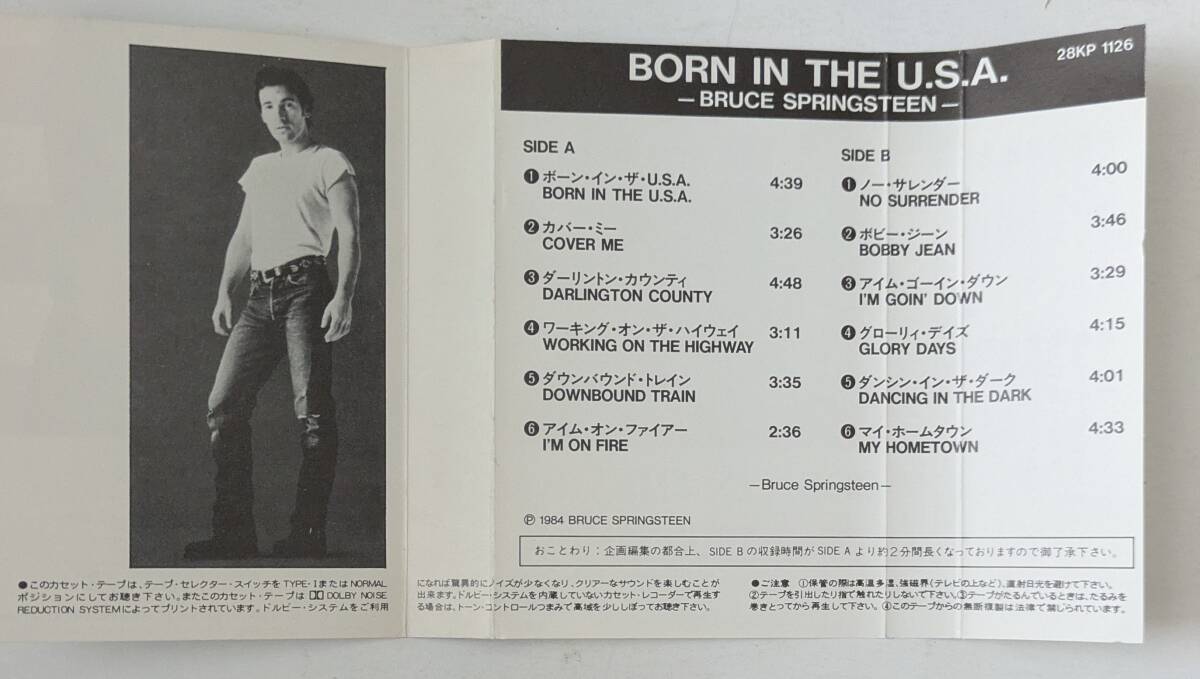 BORN IN THE U.S.A.
—BRUCE SPRINGSTEEN—
28KP 1126
SIDE A
❶ ボーン・イン・ザ・U.S.A. 4:39
BORN IN THE U.S.A.
❷ カバー・ミー 3:26
COVER ME
❸ ダーリントン・カウンティ 4:48
DARLINGTON COUNTY
❹ ワーキング・オン・ザ・ハイウェイ 3:11
WORKING ON THE HIGHWAY
❺ ダウンバウンド・トレイン 3:35
DOWNBOUND TRAIN
❻ アイム・オン・ファイアー 2:36
I'M ON FIRE
SIDE B
❶ ノー・サレンダー 4:00
NO SURRENDER
❷ ボビー・ジーン 3:46
BOBBY JEAN
❸ アイム・ゴーイン・ダウン 3:29
I'M GOIN' DOWN
❹ グローリィ・デイズ 4:15
GLORY DAYS
❺ ダンシン・イン・ザ・ダーク 4:01
DANCING IN THE DARK
❻ マイ・ホームタウン 4:33
MY HOMETOWN
—Bruce Springsteen—
Ⓟ 1984 BRUCE SPRINGSTEEN
おことわり：企画編集の都合上、SIDE Bの収録時間がSIDE Aより約2分間長くなっておりますので御了承下さい。
●このカセット・テープは、テープ・セレクター・スイッチをTYPE・IまたはNORMAL
ポジションにしてお聴き下さい。またこのカセット・テープは DOLBY NOISE
REDUCTION SYSTEMによってプリントされています。ドルビー・システムをご利用
になれば驚異的にノイズが少なくなり、クリアーなサウンドを楽しむことが
出来ます。ドルビー・システムを内蔵していないカセット・レコーダーで再生す
る場合は、トーン・コントロールつまみで高域を少ししぼってお聴き下さい。
●ご注意 ①保管の際は高温多湿、強磁界(テレビの上など)、直射日光を避けて下さい。
②テープを引出したり指で触れたりしないで下さい。③テープがたるんでいるときは、たるみを
巻きとってから再生して下さい。④このテープからの無断複製は法律で禁じられています。